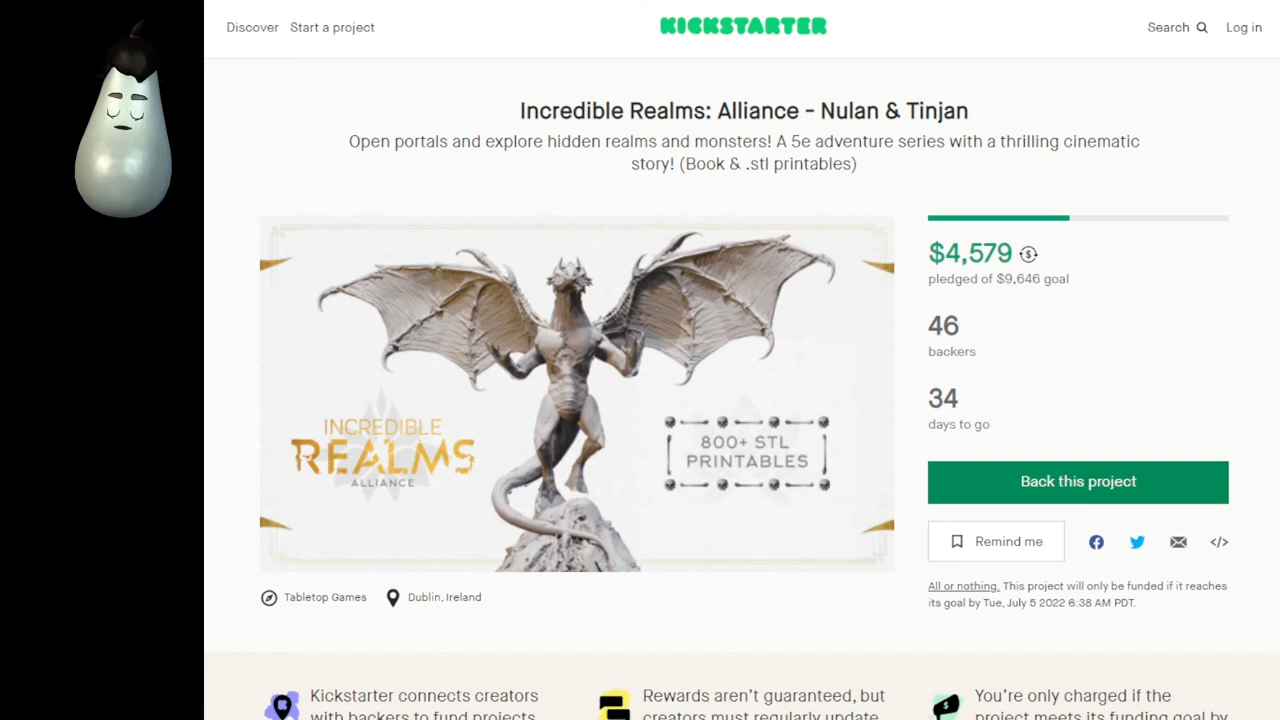 Discover Start a project
KICKSTARTER
Search Log in
Incredible Realms: Alliance - Nulan & Tinjan
Open portals and explore hidden realms and monsters! A 5e adventure series with a thrilling cinematic
story! (Book & .stl printables)
INCREDIBLE
REALMS
ALLIANCE
800+ STL
PRINTABLES
$4,579
pledged of $9,646 goal
46
backers
34
days to go
Back this project
Remind me
All or nothing. This project will only be funded if it reaches
its goal by Tue, July 5 2022 6:38 AM PDT.
Tabletop Games Dublin, Ireland
Kickstarter connects creators
with backers to fund projects.
Rewards aren't guaranteed, but
creators must regularly update
You're only charged if the
project meets its funding goal by